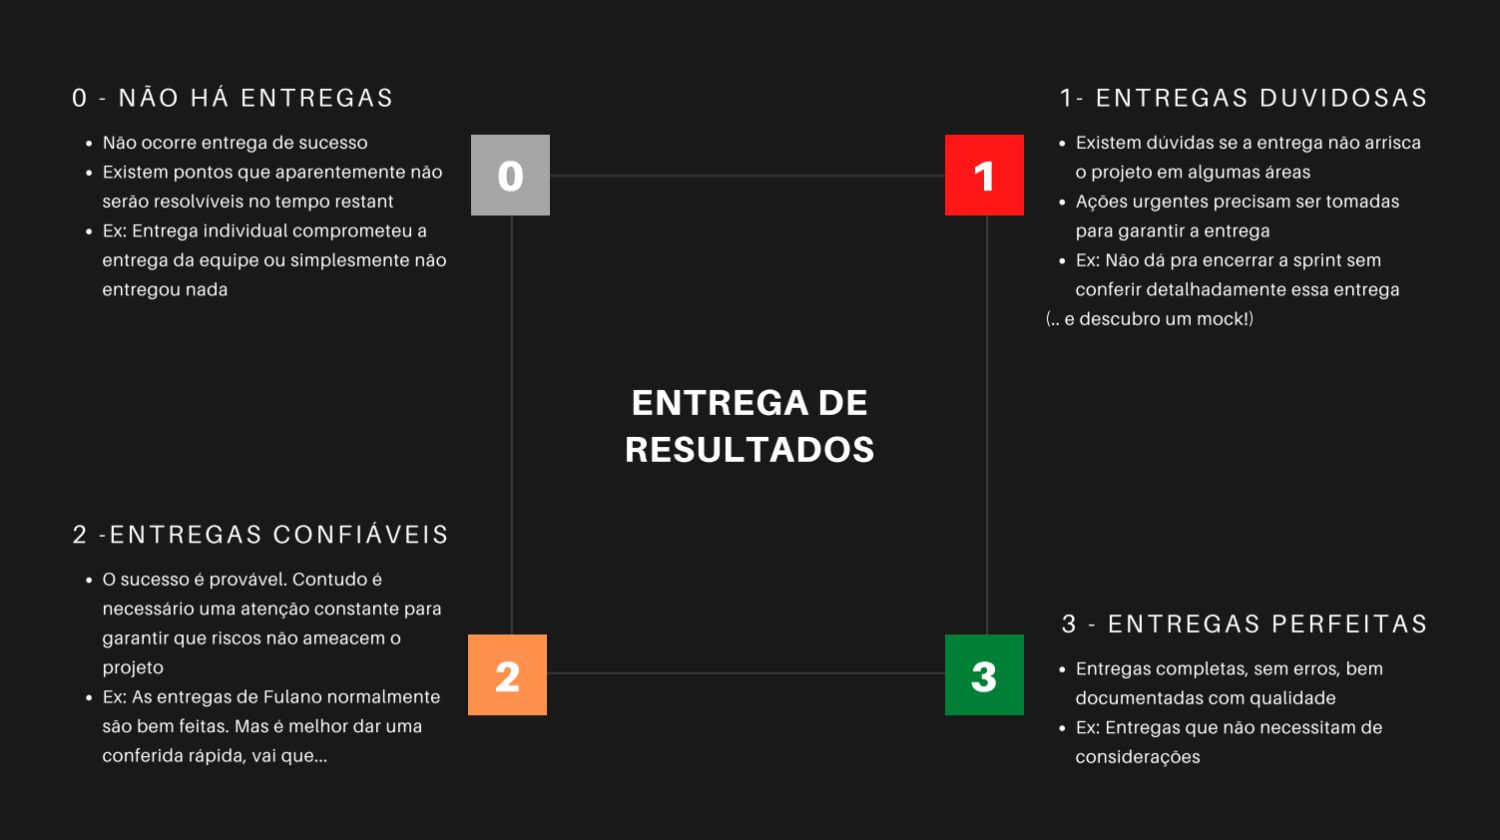 0 - NÃO HÁ ENTREGAS
• Não ocorre entrega de sucesso
• Existem pontos que aparentemente não
serão resolvíveis no tempo restant
• Ex: Entrega individual comprometeu a
entrega da equipe ou simplesmente não
entregou nada
0
1
1- ENTREGAS DUVIDOSAS
• Existem dúvidas se a entrega não arrisca
o projeto em algumas áreas
• Ações urgentes precisam ser tomadas
para garantir a entrega
• Ex: Não dá pra encerrar a sprint sem
conferir detalhadamente essa entrega
(.. e descubro um mock!)
ENTREGA DE
RESULTADOS
2 -ENTREGAS CONFIÁVEIS
• O sucesso é provável. Contudo é
necessário uma atenção constante para
garantir que riscos não ameacem o
projeto
• Ex: As entregas de Fulano normalmente
são bem feitas. Mas é melhor dar uma
conferida rápida, vai que...
2
3
3 - ENTREGAS PERFEITAS
• Entregas completas, sem erros, bem
documentadas com qualidade
• Ex: Entregas que não necessitam de
considerações